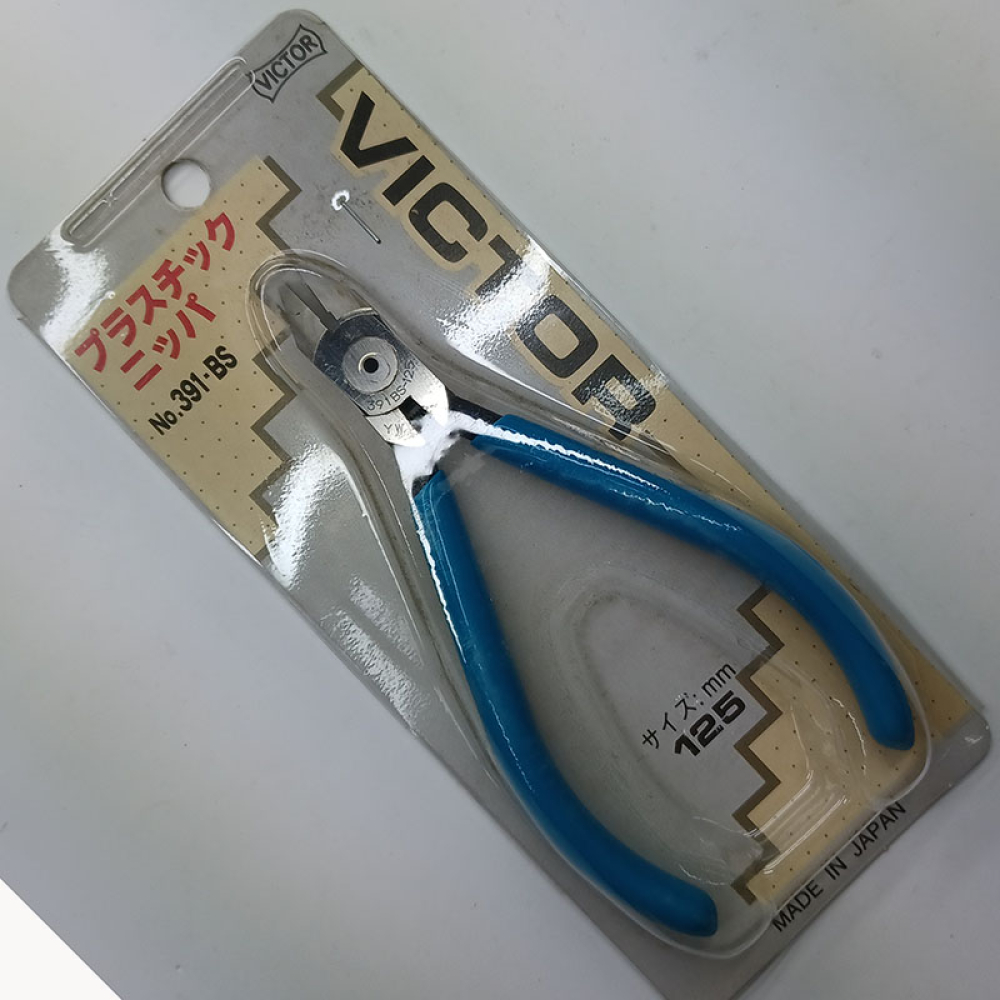 VICTOR
VICTOR
プラスチック
ニッパ
No.391-BS
391BS-125
サイズ:mm
125
MADE IN JAPAN